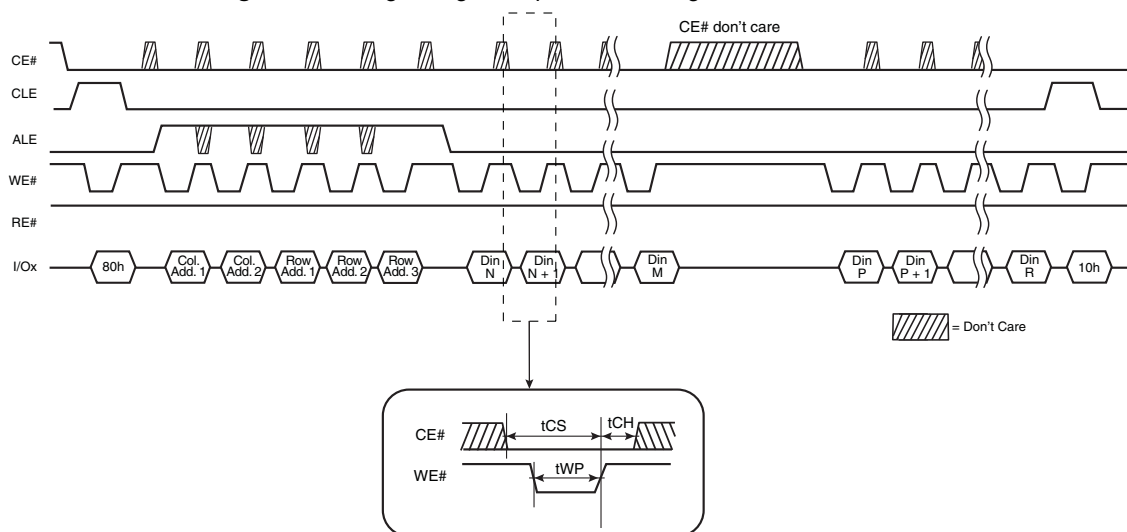 CE# don't care
CE#
CLE
ALE
WE#
RE#
I/Ox
80h
Col. Add. 1
Col. Add. 2
Row Add. 1
Row Add. 2
Row Add. 3
Din N
Din N + 1
Din M
Din P
Din P + 1
Din R
10h
= Don't Care
CE#
tCS
tCH
WE#
tWP